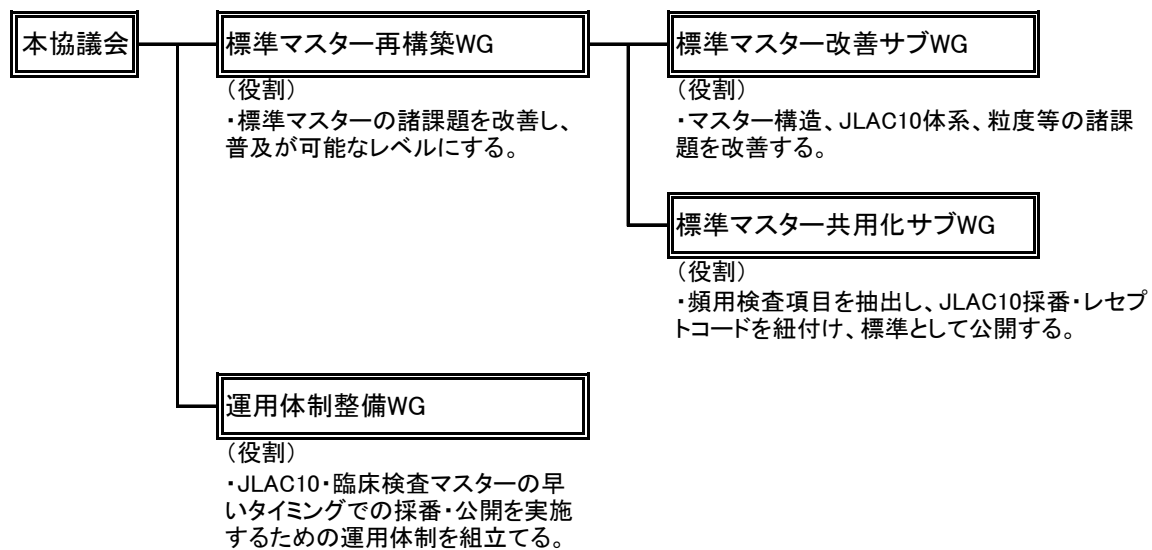 本協議会
標準マスター再構築WG
（役割）
・標準マスターの諸課題を改善し、
普及が可能なレベルにする。
標準マスター改善サブWG
（役割）
・マスター構造、JLAC10体系、粒度等の諸課
題を改善する。
標準マスター共用化サブWG
（役割）
・頻用検査項目を抽出し、JLAC10採番・レセプ
トコードを紐付け、標準として公開する。
運用体制整備WG
（役割）
・JLAC10・臨床検査マスターの早
いタイミングでの採番・公開を実施
するための運用体制を組立てる。